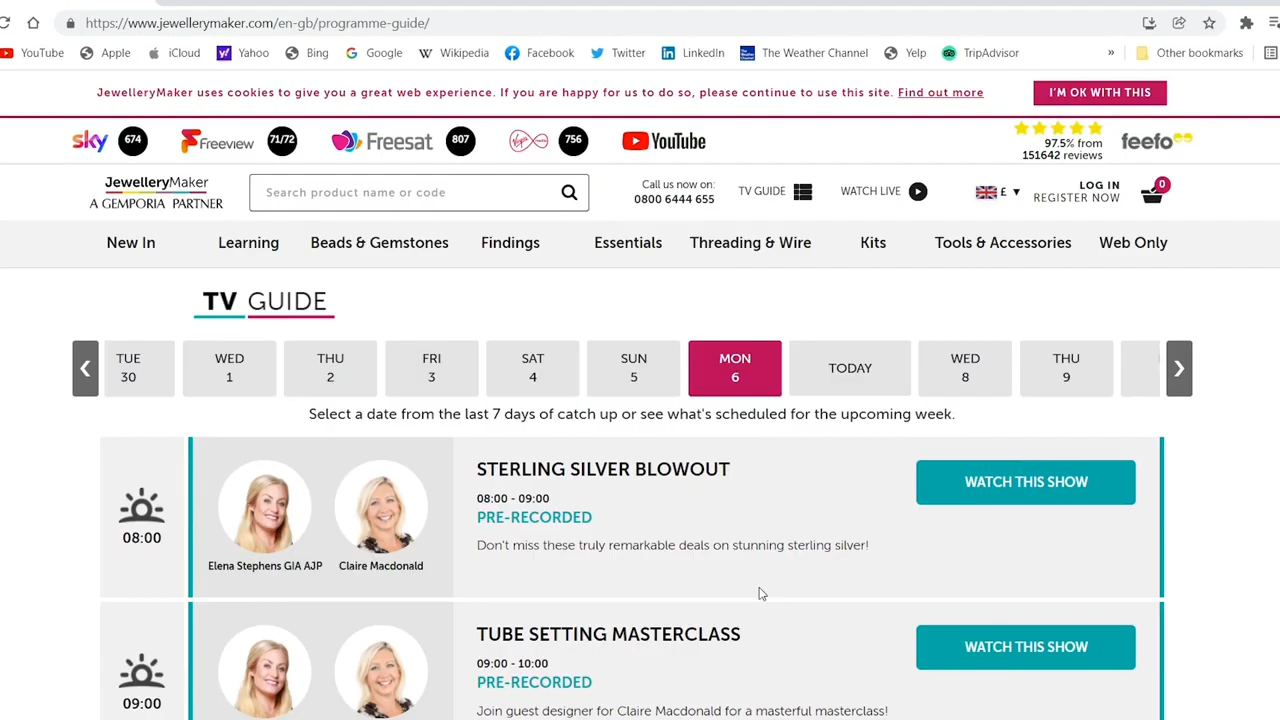 https://www.jewellerymaker.com/en-gb/programme-guide/
YouTube Apple iCloud Yahoo Bing Google Wikipedia Facebook Twitter LinkedIn The Weather Channel Yelp TripAdvisor » Other bookmarks
JewelleryMaker uses cookies to give you a great web experience. If you are happy for us to do so, please continue to use this site. Find out more
I'M OK WITH THIS
sky 674 Freeview 71/72 Freesat 807 756 YouTube
97.5% from
151642 reviews
feefo
JewelleryMaker
A GEMPORIA PARTNER
Search product name or code
Call us now on:
0800 6444 655
TV GUIDE
WATCH LIVE
£ ▼
LOG IN
REGISTER NOW
0
New In Learning Beads & Gemstones Findings Essentials Threading & Wire Kits Tools & Accessories Web Only
TV GUIDE
TUE
30
WED
1
THU
2
FRI
3
SAT
4
SUN
5
MON
6
TODAY
WED
8
THU
9
Select a date from the last 7 days of catch up or see what's scheduled for the upcoming week.
08:00
Elena Stephens GIA AJP
Claire Macdonald
STERLING SILVER BLOWOUT
08:00 - 09:00
PRE-RECORDED
Don't miss these truly remarkable deals on stunning sterling silver!
WATCH THIS SHOW
09:00
TUBE SETTING MASTERCLASS
09:00 - 10:00
PRE-RECORDED
Join guest designer for Claire Macdonald for a masterful masterclass!
WATCH THIS SHOW